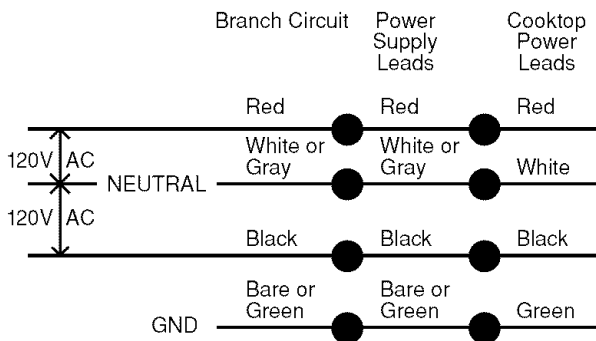 Branch Circuit
Power
Supply
Leads
Cooktop
Power
Leads
Red
Red
Red
120V AC
White or
Gray
White or
Gray
White
NEUTRAL
120V AC
Black
Black
Black
Bare or
Green
Bare or
Green
Green
GND